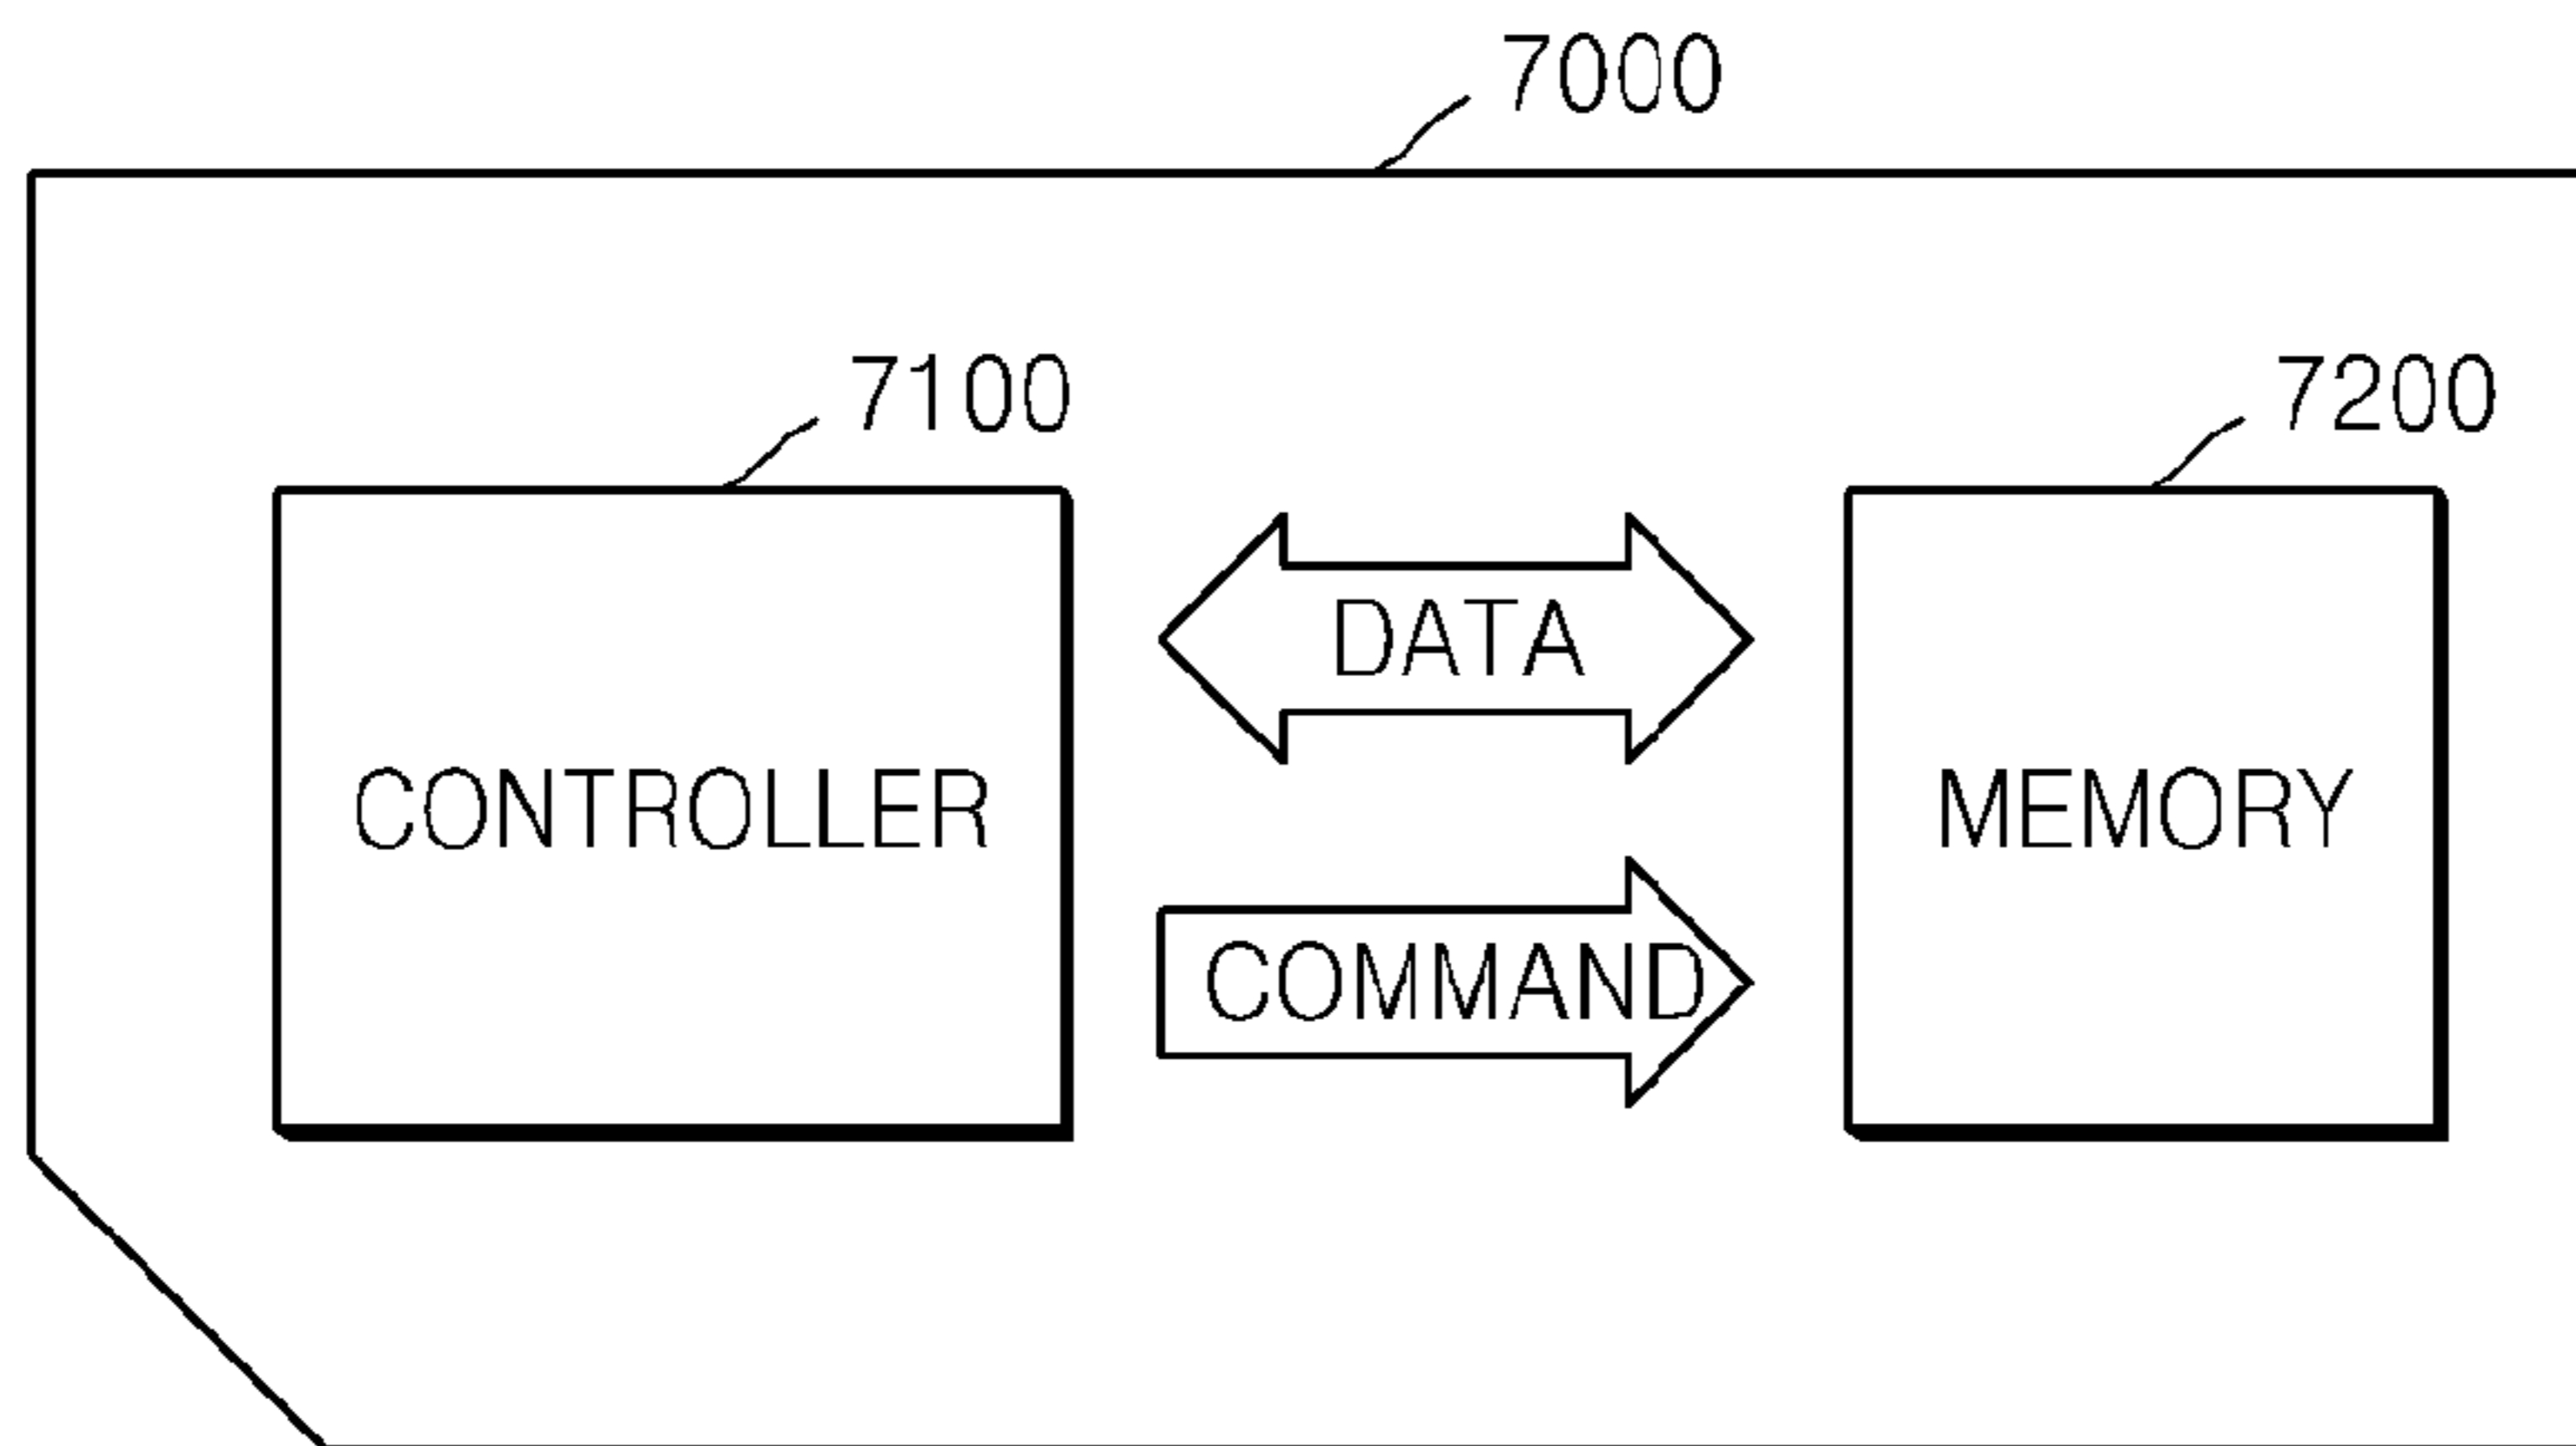 7000
7100
7200
DATA
CONTROLLER
MEMORY
COMMAND